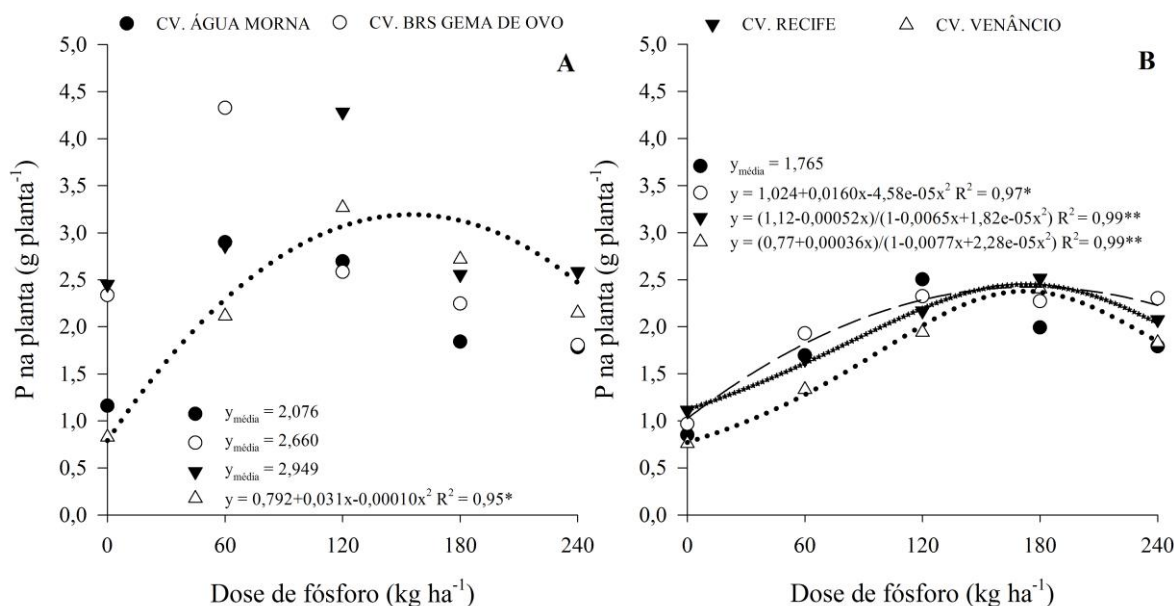 CV. ÁGUA MORNA CV. BRS GEMA DE OVO CV. RECIFE CV. VENÂNCIO
A
P na planta (g planta⁻¹)
5,0
4,5
4,0
3,5
3,0
2,5
2,0
1,5
1,0
0,5
0,0
y média = 2,076
y média = 2,660
y média = 2,949
y = 0,792+0,031x-0,00010x² R² = 0,95*
0 60 120 180 240
Dose de fósforo (kg ha⁻¹)
B
P na planta (g planta⁻¹)
5,0
4,5
4,0
3,5
3,0
2,5
2,0
1,5
1,0
0,5
0,0
y média = 1,765
y = 1,024+0,0160x-4,58e-05x² R² = 0,97*
y = (1,12-0,00052x)/(1-0,0065x+1,82e-05x²) R² = 0,99**
y = (0,77+0,00036x)/(1-0,0077x+2,28e-05x²) R²= 0,99**
0 60 120 180 240
Dose de fósforo (kg ha⁻¹)